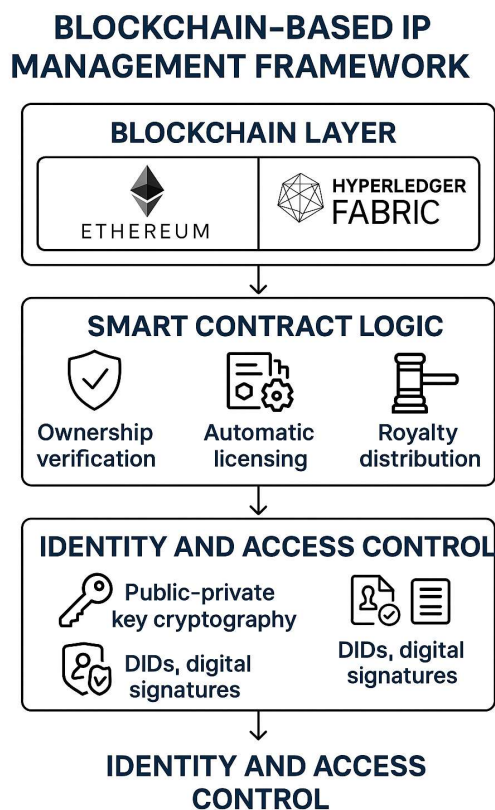 BLOCKCHAIN-BASED IP
MANAGEMENT FRAMEWORK
BLOCKCHAIN LAYER
ETHEREUM
HYPERLEDGER
FABRIC
SMART CONTRACT LOGIC
Ownership
verification
Automatic
licensing
Royalty
distribution
IDENTITY AND ACCESS CONTROL
Public-private
key cryptography
DIDs, digital
signatures
DIDs, digital
signatures
IDENTITY AND ACCESS
CONTROL